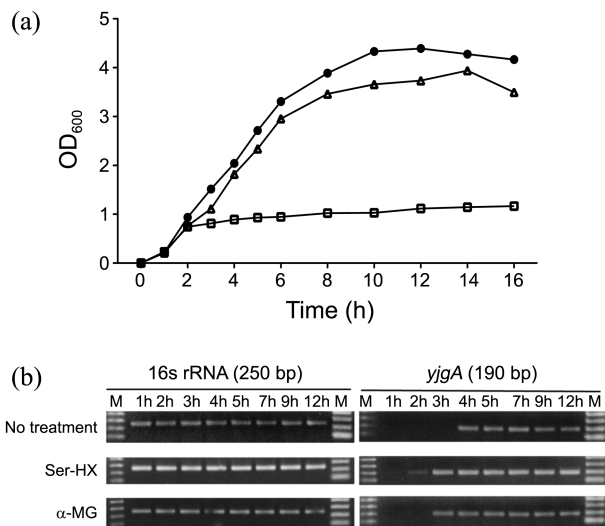 (a)
OD600
5
4
3
2
1
0
0 2 4 6 8 10 12 14 16
Time (h)
(b)
16s rRNA (250 bp) yjgA (190 bp)
M 1h 2h 3h 4h 5h 7h 9h 12h M M 1h 2h 3h 4h 5h 7h 9h 12h M
No treatment
Ser-HX
α-MG